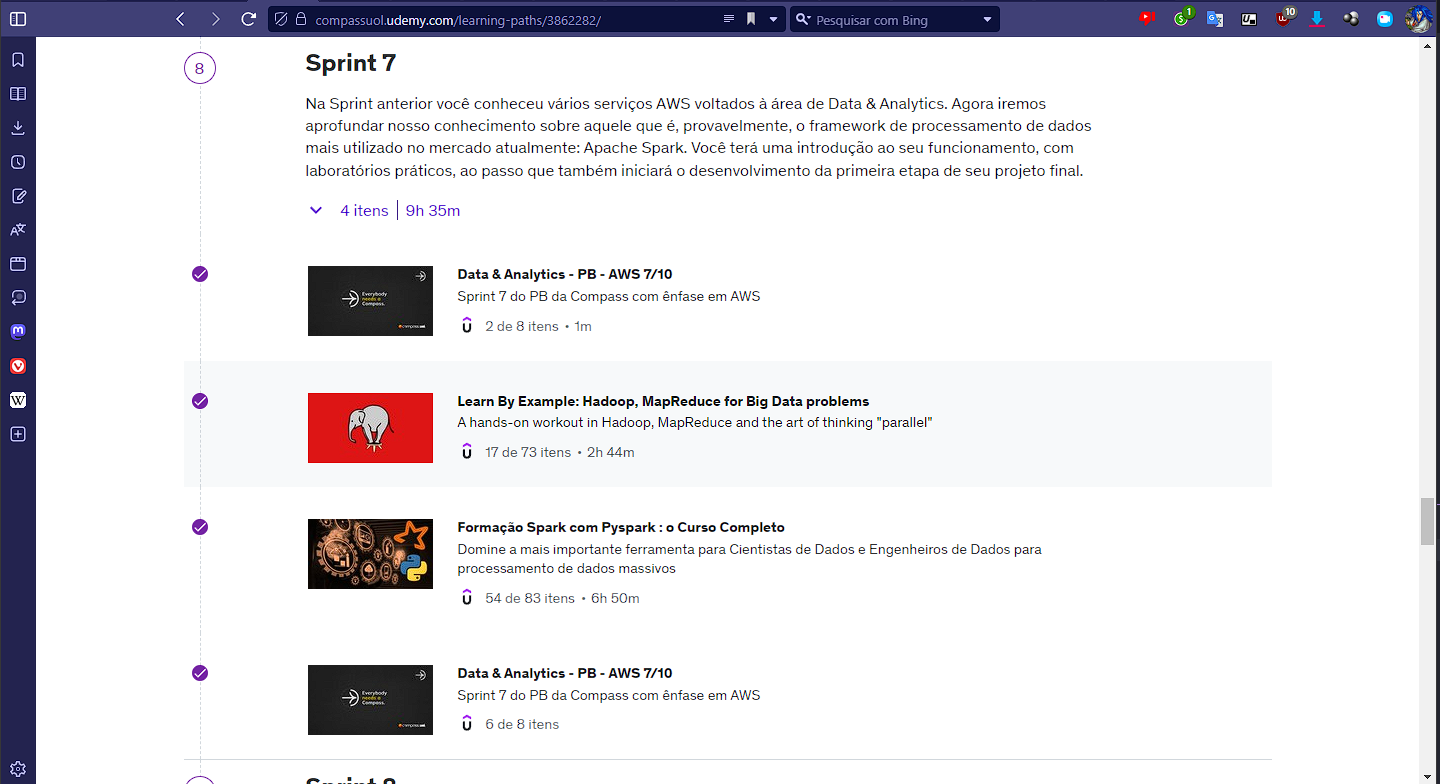 compassuol.udemy.com/learning-paths/3862282/
Pesquisar com Bing
1
10
8
Sprint 7
Na Sprint anterior você conheceu vários serviços AWS voltados à área de Data & Analytics. Agora iremos
aprofundar nosso conhecimento sobre aquele que é, provavelmente, o framework de processamento de dados
mais utilizado no mercado atualmente: Apache Spark. Você terá uma introdução ao seu funcionamento, com
laboratórios práticos, ao passo que também iniciará o desenvolvimento da primeira etapa de seu projeto final.
4 itens | 9h 35m
Everybody
needs a
Compass.
Data & Analytics - PB - AWS 7/10
Sprint 7 do PB da Compass com ênfase em AWS
2 de 8 itens • 1m
Learn By Example: Hadoop, MapReduce for Big Data problems
A hands-on workout in Hadoop, MapReduce and the art of thinking "parallel"
17 de 73 itens • 2h 44m
Formação Spark com Pyspark : o Curso Completo
Domine a mais importante ferramenta para Cientistas de Dados e Engenheiros de Dados para
processamento de dados massivos
54 de 83 itens • 6h 50m
Everybody
needs a
Compass.
Data & Analytics - PB - AWS 7/10
Sprint 7 do PB da Compass com ênfase em AWS
6 de 8 itens
Sprint 8